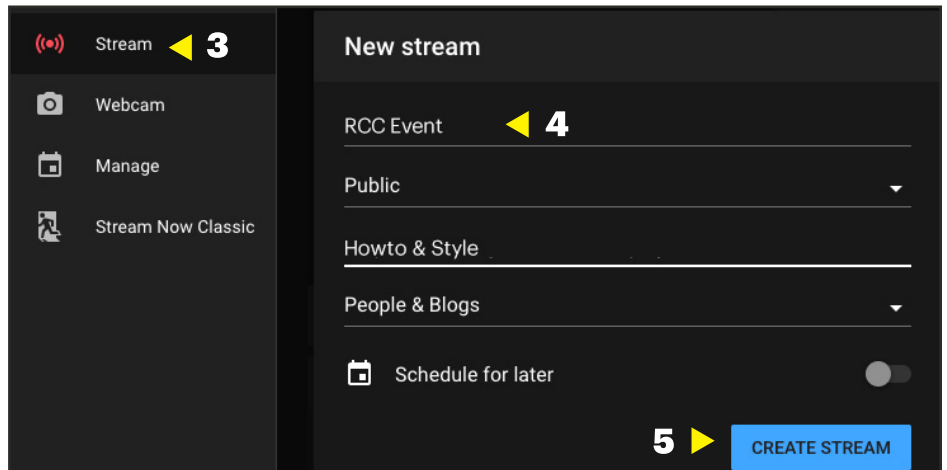 Stream 3
Webcam
Manage
Stream Now Classic
New stream
RCC Event 4
Public
Howto & Style
People & Blogs
Schedule for later
5 CREATE STREAM